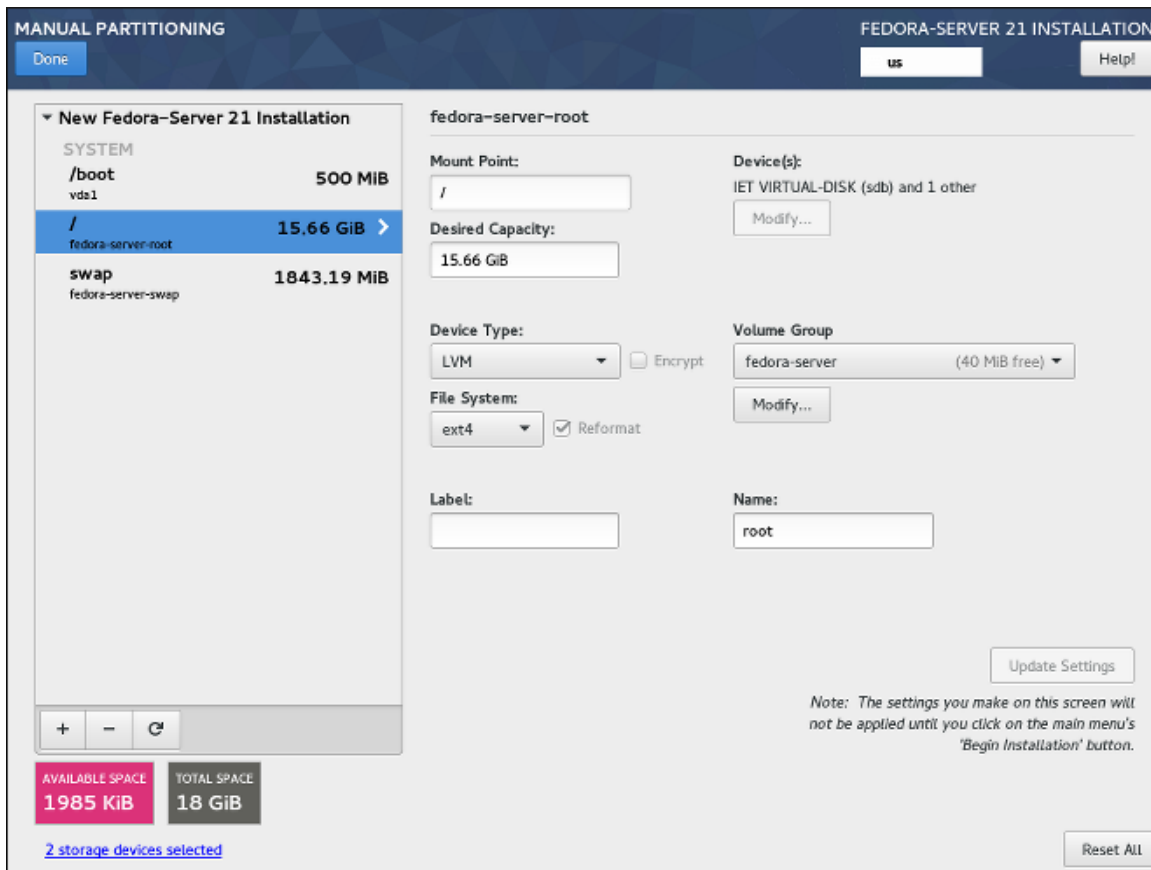 MANUAL PARTITIONING
FEDORA-SERVER 21 INSTALLATION
Done
us
Help!
New Fedora-Server 21 Installation
SYSTEM
/boot
500 MiB
vda1
/
15.66 GiB
fedora-server-root
swap
1843.19 MiB
fedora-server-swap
+
-
AVAILABLE SPACE
1985 KiB
TOTAL SPACE
18 GiB
2 storage devices selected
fedora-server-root
Mount Point:
/
Desired Capacity:
15.66 GiB
Device(s):
IET VIRTUAL-DISK (sdb) and 1 other
Modify...
Device Type:
LVM
Encrypt
File System:
ext4
Reformat
Volume Group
fedora-server (40 MiB free)
Modify...
Label:
Name:
root
Update Settings
Note: The settings you make on this screen will
not be applied until you click on the main menu's
'Begin Installation' button.
Reset All